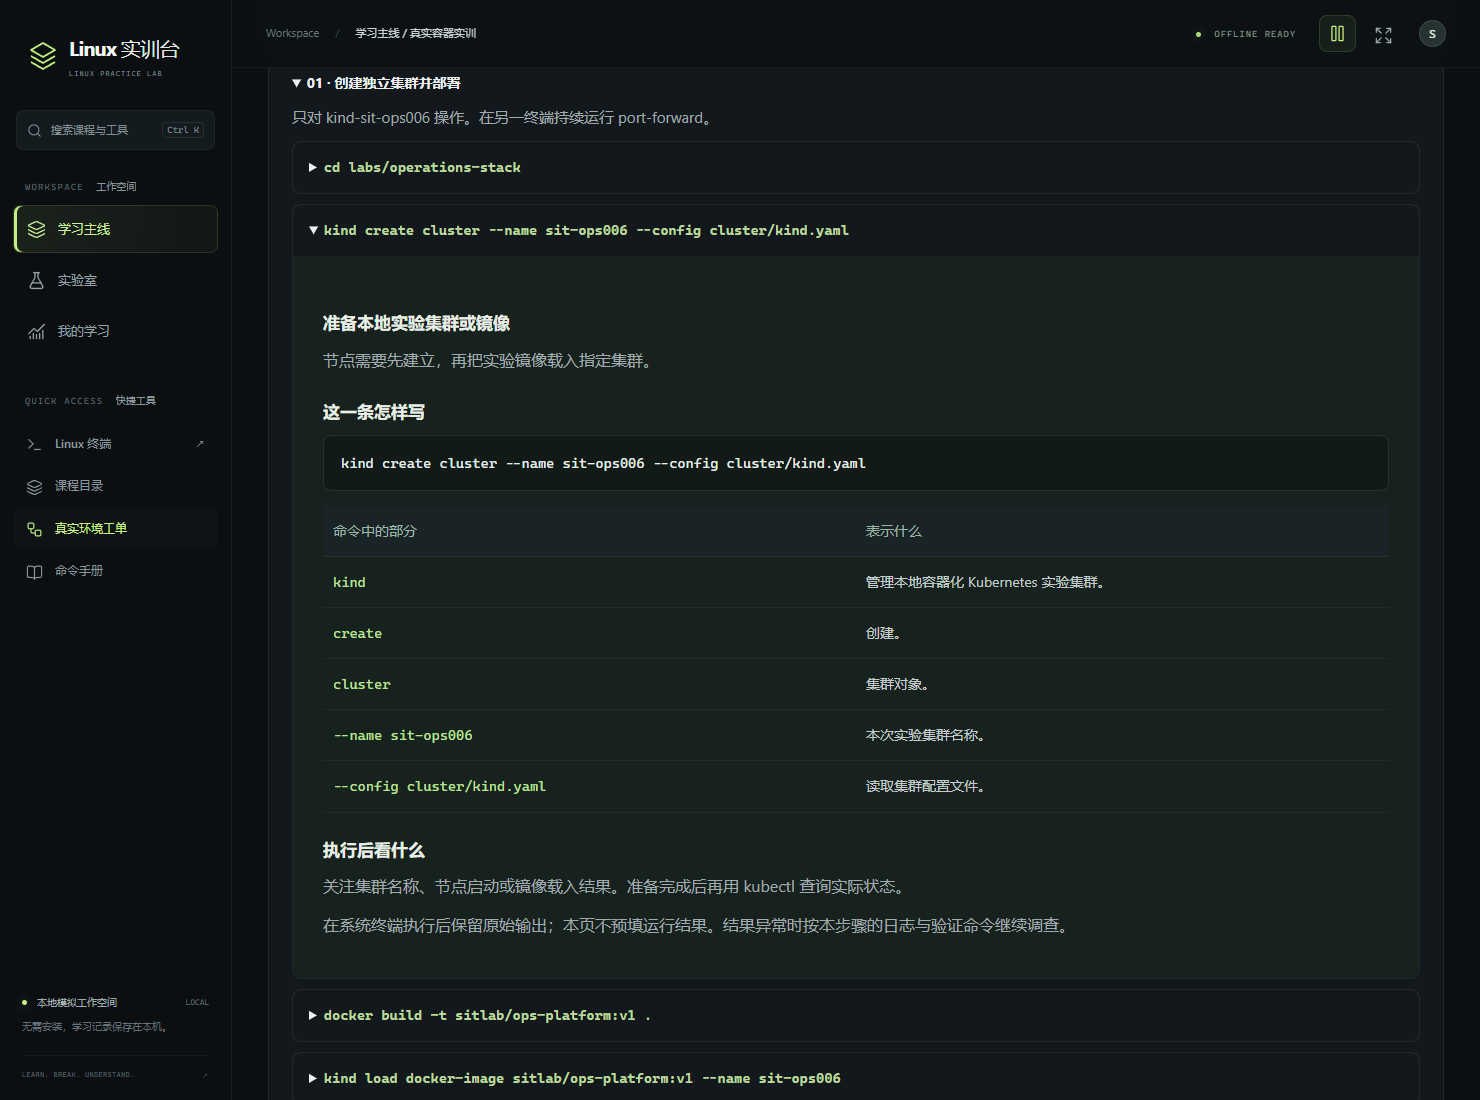 Linux 实训台
LINUX PRACTICE LAB
搜索课程与工具 Ctrl K
WORKSPACE 工作空间
学习主线
实验室
我的学习
QUICK ACCESS 快捷工具
Linux 终端 ↗
课程目录
真实环境工单
命令手册
本地模拟工作空间 LOCAL
无需安装，学习记录保存在本机。
LEARN. BREAK. UNDERSTAND. ↗
Workspace / 学习主线 / 真实容器实训
OFFLINE READY
S
▼ 01 · 创建独立集群并部署
只对 kind-sit-ops006 操作。在另一终端持续运行 port-forward。
▶ cd labs/operations-stack
▼ kind create cluster --name sit-ops006 --config cluster/kind.yaml
准备本地实验集群或镜像
节点需要先建立，再把实验镜像载入指定集群。
这一条怎样写
kind create cluster --name sit-ops006 --config cluster/kind.yaml
命令中的部分 表示什么
kind 管理本地容器化 Kubernetes 实验集群。
create 创建。
cluster 集群对象。
--name sit-ops006 本次实验集群名称。
--config cluster/kind.yaml 读取集群配置文件。
执行后看什么
关注集群名称、节点启动或镜像载入结果。准备完成后再用 kubectl 查询实际状态。
在系统终端执行后保留原始输出；本页不预填运行结果。结果异常时按本步骤的日志与验证命令继续调查。
▶ docker build -t sitlab/ops-platform:v1 .
▶ kind load docker-image sitlab/ops-platform:v1 --name sit-ops006